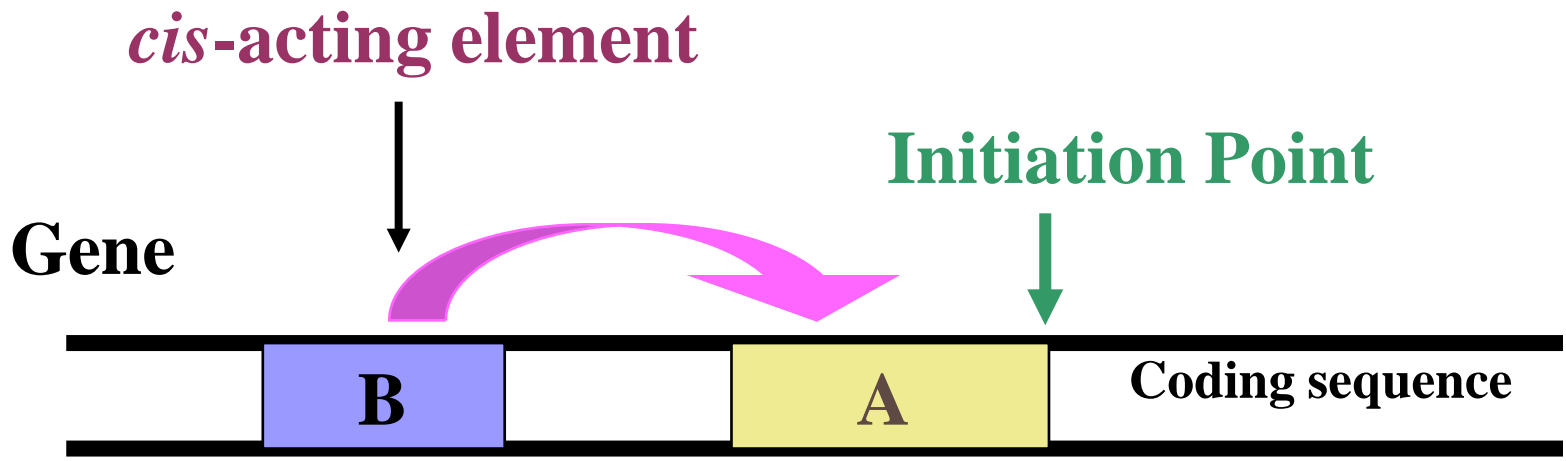 cis-acting element
Initiation Point
Gene
B
A
Coding sequence